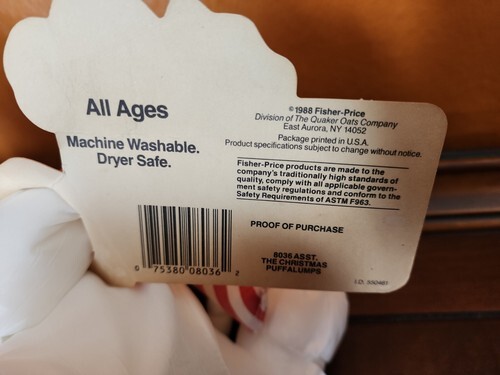 All Ages
Machine Washable.
Dryer Safe.
©1988 Fisher-Price
Division of The Quaker Oats Company
East Aurora, NY 14052
Package printed in U.S.A.
Product specifications subject to change without notice.
Fisher-Price products are made to the
company's traditionally high standards of
quality, comply with all applicable govern-
ment safety regulations and conform to the
Safety Requirements of ASTM F963.
PROOF OF PURCHASE
8036 ASST.
THE CHRISTMAS
PUFFALUMPS
0 75380 08036 2
I.D. 550481